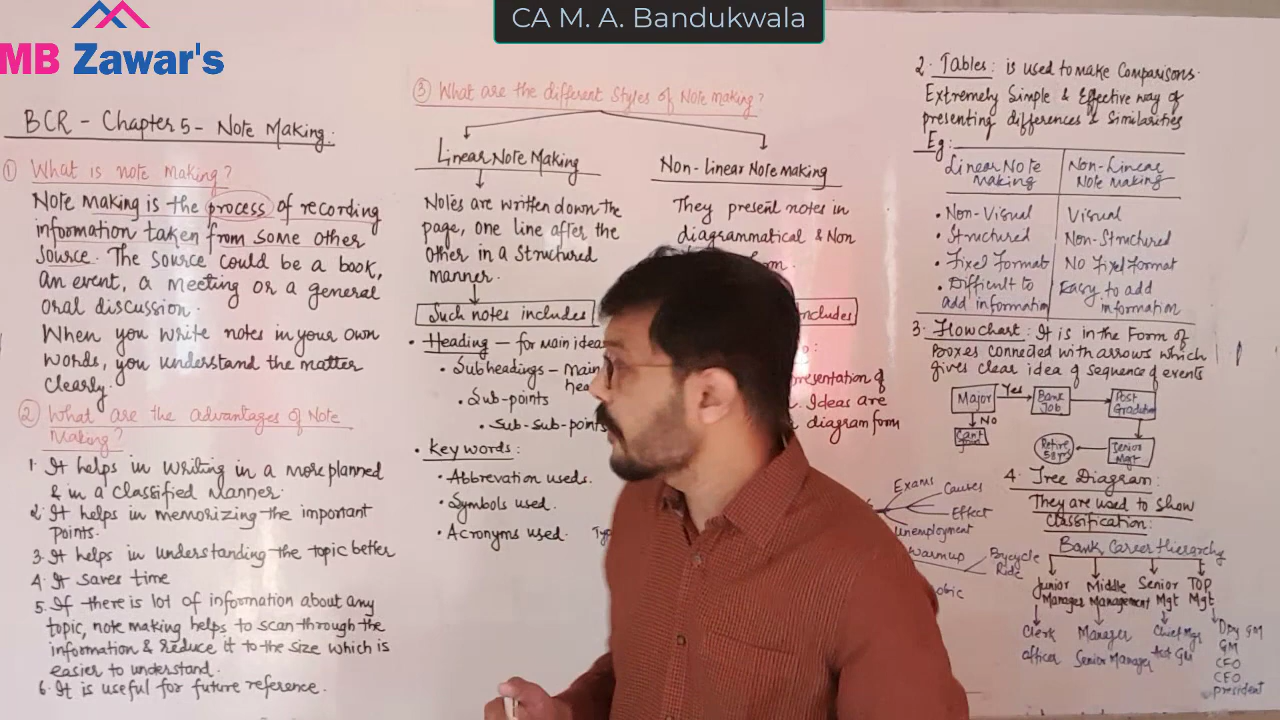 CA M. A. Bandukwala
MB Zawar's
BCR - Chapter 5 - Note Making:
① What is note making?
Note making is the process of recording
information taken from some other
source. The source could be a book,
an event, a meeting or a general
oral discussion.
When you write notes in your own
words, you understand the matter
clearly.
② What are the advantages of Note
Making?
1. It helps in writing in a more planned
& in a classified manner.
2. It helps in memorizing the important
points.
3. It helps in understanding the topic better
4. It saves time
5. If there is lot of information about any
topic, note making helps to scan through the
information & reduce it to the size which is
easier to understand.
6. It is useful for future reference.
③ What are the different styles of Note making?
Linear Note Making
Notes are written down the
page, one line after the
other in a structured
manner.
Such notes includes
• Heading – for main idea
• Subheadings – Main
hea
• Sub-points
• Sub-sub-points
• Key words:
• Abbrevation useds.
• Symbols used.
• Acronyms used.
Non-Linear Note making
They present notes in
diagrammatical & Non
form.
includes
presentation of
Ideas are
diagram form
Exams
Causes
Effect
Unemployment
Warmup
Bycycle
Ride
obic
2. Tables: is used to make Comparisons.
Extremely Simple & Effective way of
presenting differences & Similarities
Eg:
Linear Note Making
Non-Linear Note making
• Non-Visual Visual
• Structured Non-Structured
• Fixed Format No Fixed Format
• Difficult to Easy to add
add information information
3. Flowchart: It is in the Form of
Boxes connected with arrows which
gives clear idea of sequence of events
Major Yes Bank Job Post
No
Cant
Retire 58 yrs Senior Mgt
4. Tree Diagram:
They are used to show
Classification:
Bank Career Hierarchy
Junior Middle Senior Top
Manages Management Mgt Mgt
Clerk Manager Chief Mgr Dpy GM
Officer Senior Manager Asst GM GM
CFO
CEO
President